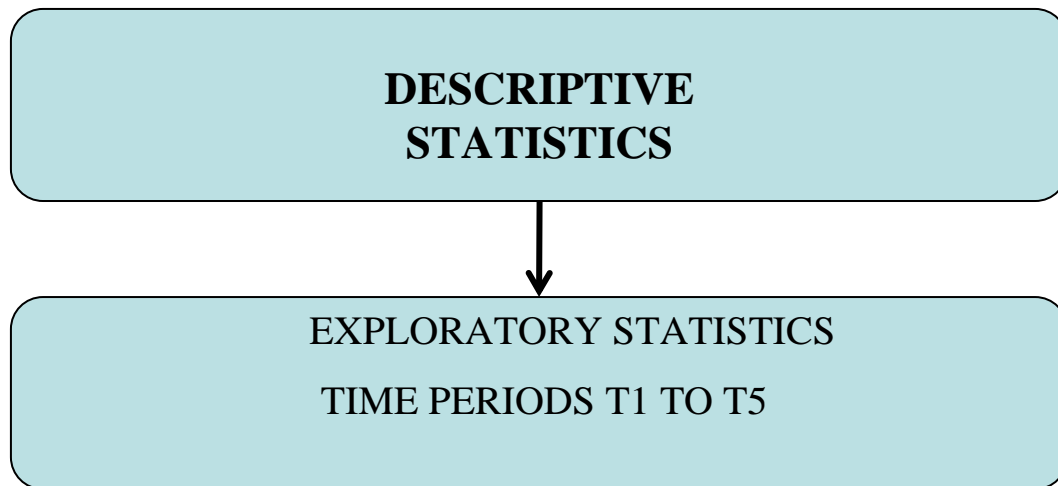 DESCRIPTIVE
STATISTICS
EXPLORATORY STATISTICS
TIME PERIODS T1 TO T5